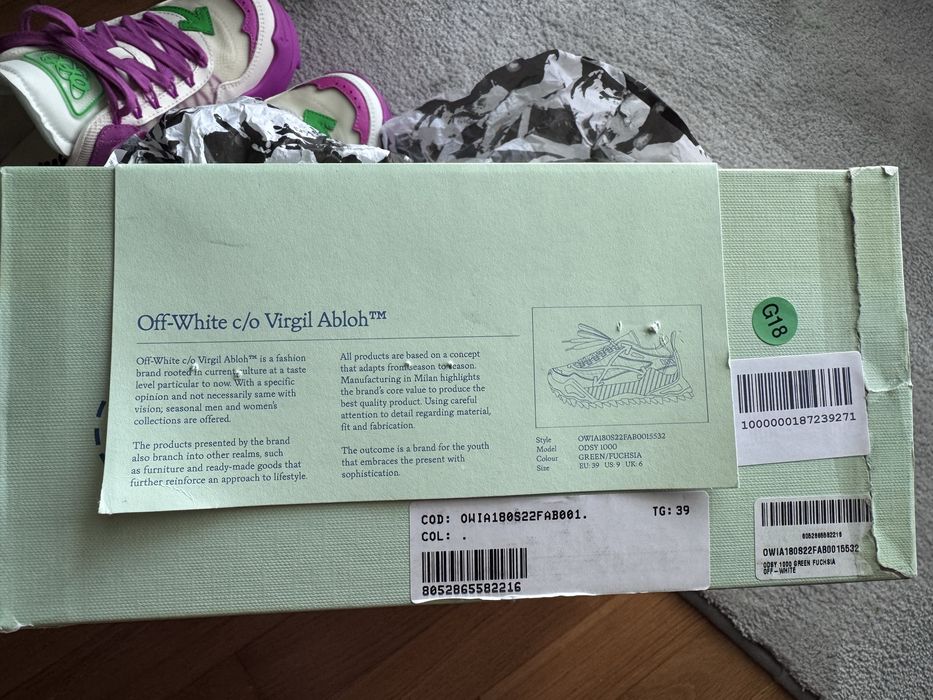 Off-White c/o Virgil Abloh™
Off-White c/o Virgil Abloh™ is a fashion
brand rooted in current culture at a taste
level particular to now. With a specific
opinion and not necessarily same with
vision; seasonal men and women's
collections are offered.
The products presented by the brand
also branch into other realms, such
as furniture and ready-made goods that
further reinforce an approach to lifestyle.
All products are based on a concept
that adapts from season to season.
Manufacturing in Milan highlights
the brand's core value to produce the
best quality product. Using careful
attention to detail regarding material,
fit and fabrication.
The outcome is a brand for the youth
that embraces the present with
sophistication.
Style OWIA180S22FAB0015532
Model ODSY 1000
Colour GREEN/FUCHSIA
Size EU: 39 US: 9 UK: 6
G18
1000000187239271
COD: OWIA180S22FAB001. TG: 39
COL: .
8052865582216
8052865582216
OWIA180S22FAB0015532
ODSY 1000 GREEN FUCHSIA
OFF-WHITE